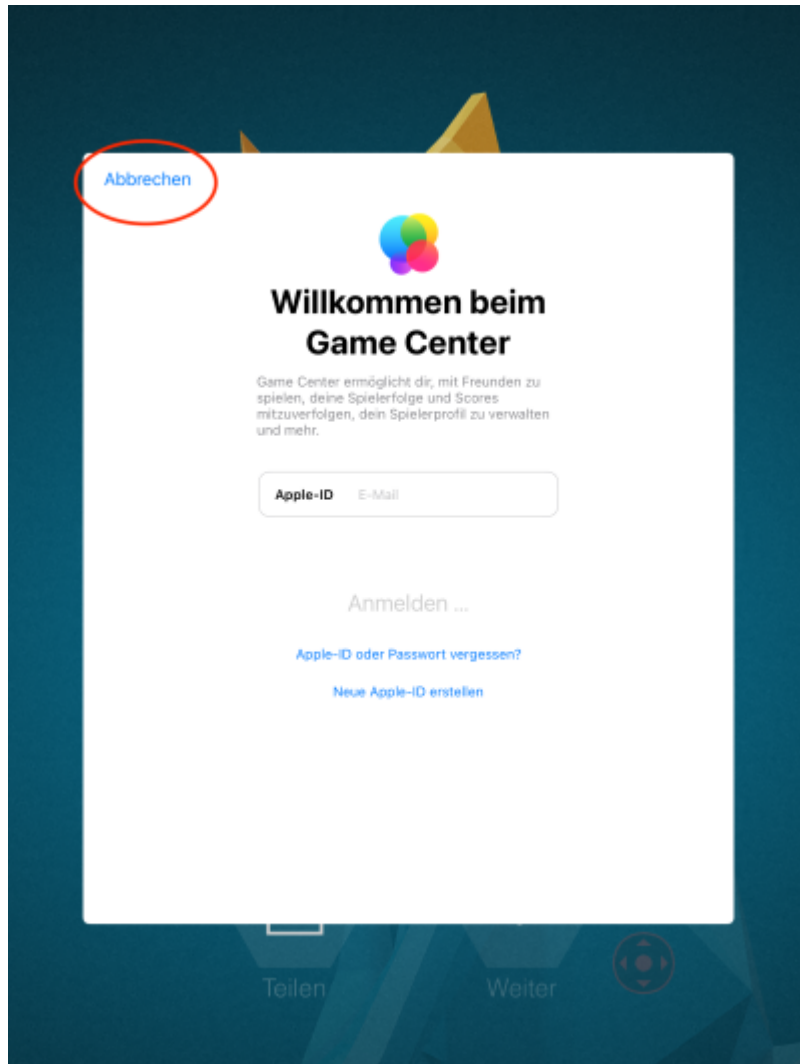 Abbrechen
Willkommen beim
Game Center
Game Center ermöglicht dir, mit Freunden zu
spielen, deine Spielerfolge und Scores
mitzuverfolgen, dein Spielerprofil zu verwalten
und mehr.
Apple-ID E-Mail
Anmelden ...
Apple-ID oder Passwort vergessen?
Neue Apple-ID erstellen
Teilen Weiter